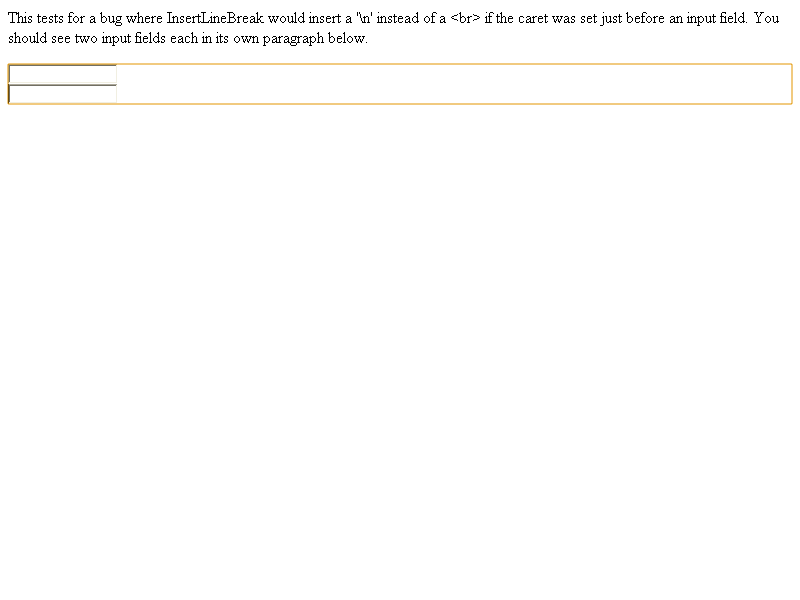 This tests for a bug where InsertLineBreak would insert a '\n' instead of a <br> if the caret was set just before an input field. You
should see two input fields each in its own paragraph below.